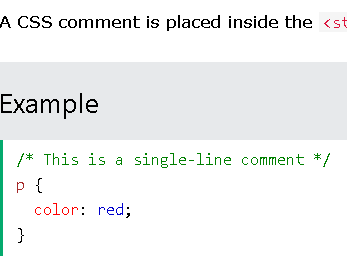 A CSS comment is placed inside the <st
Example
/* This is a single-line comment */
p {
  color: red;
}